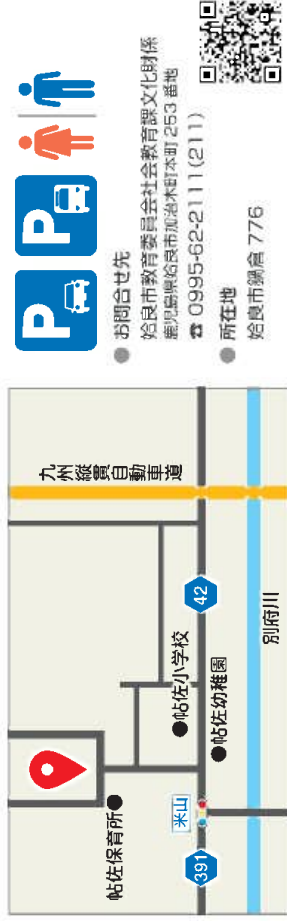 P P
● お問合せ先
姶良市教育委員会社会教育課文化財係
鹿児島県姶良市加治木町本町 253 番地
☎ 0995-62-2111(211)
● 所在地
姶良市鍋倉 776
九州縦貫自動車道
帖佐保育所●
●帖佐小学校
42
米山
●帖佐幼稚園
391
別府川